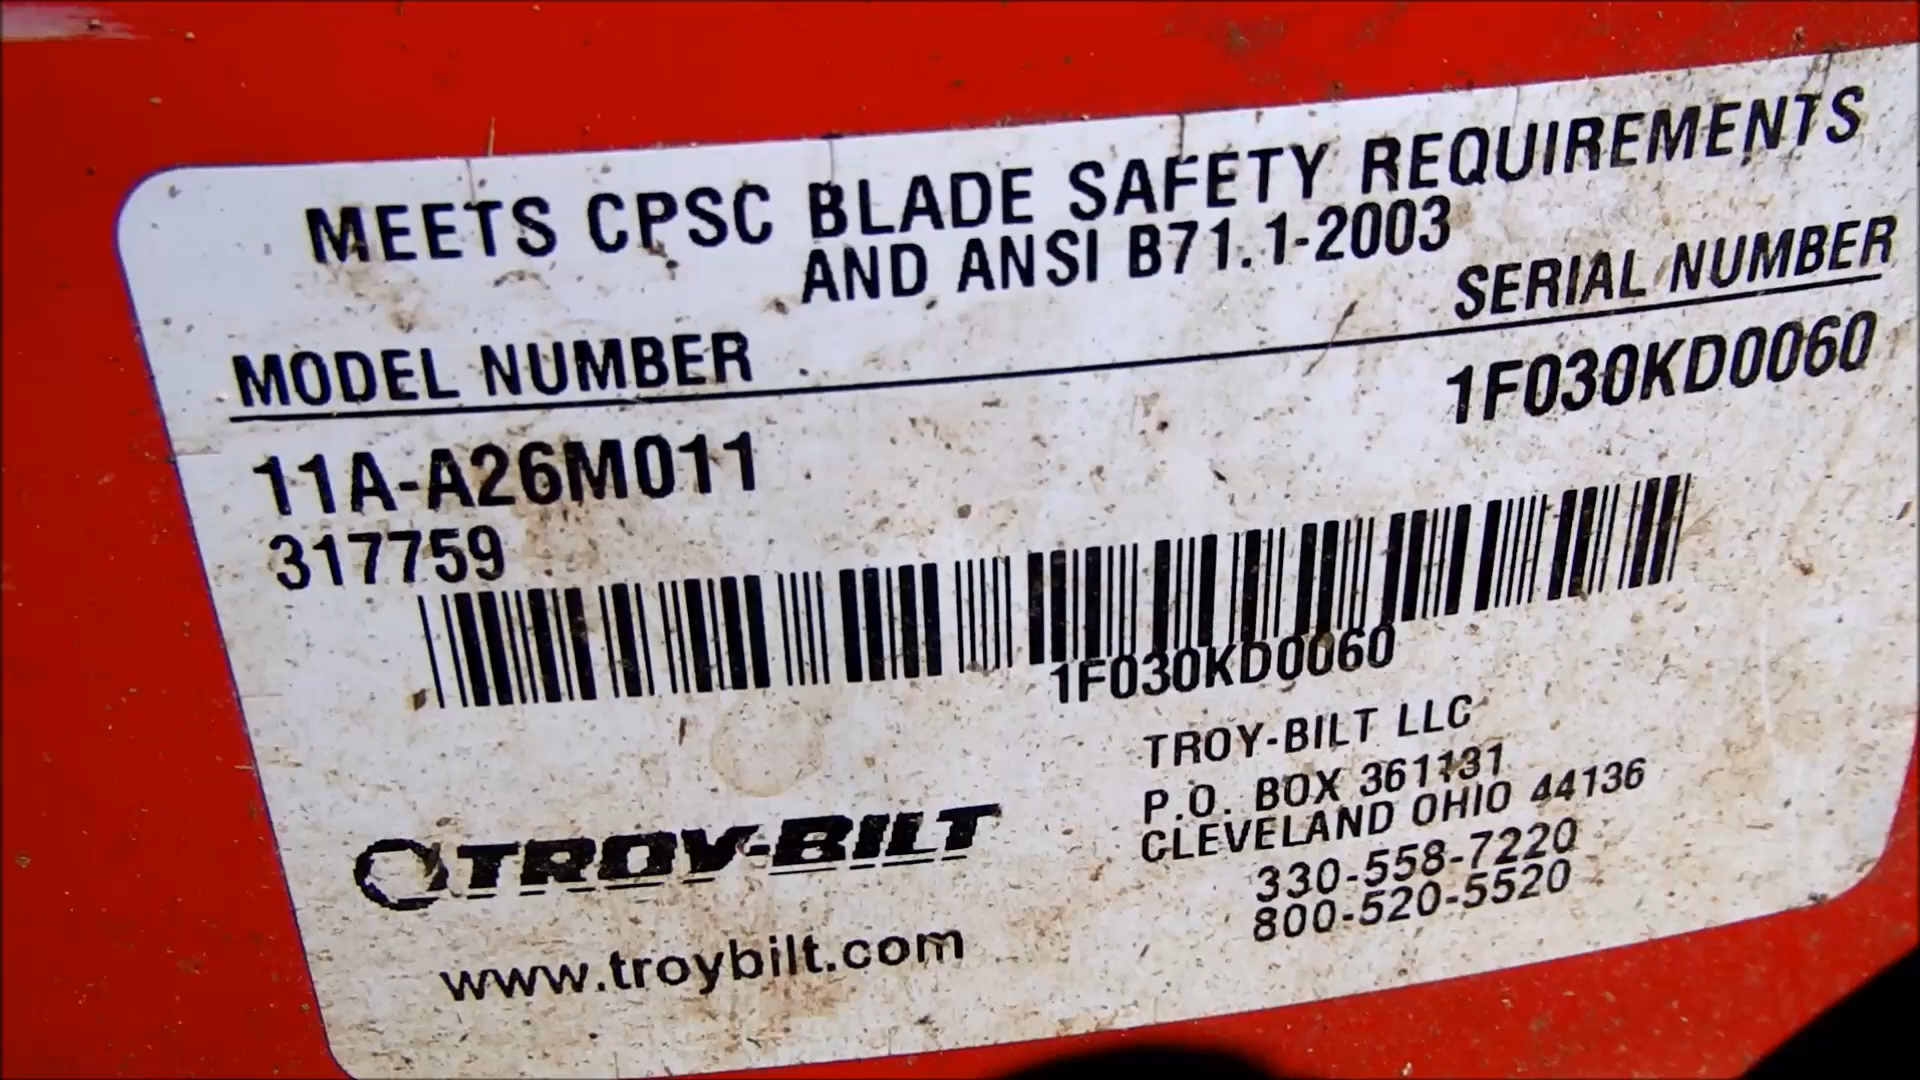 MEETS CPSC BLADE SAFETY REQUIREMENTS
AND ANSI B71.1-2003
MODEL NUMBER
SERIAL NUMBER
11A-A26M011
1F030KD0060
317759
1F030KD0060
TROY-BILT LLC
P.O. BOX 361131
CLEVELAND OHIO 44136
330-558-7220
800-520-5520
TROY-BILT
www.troybilt.com